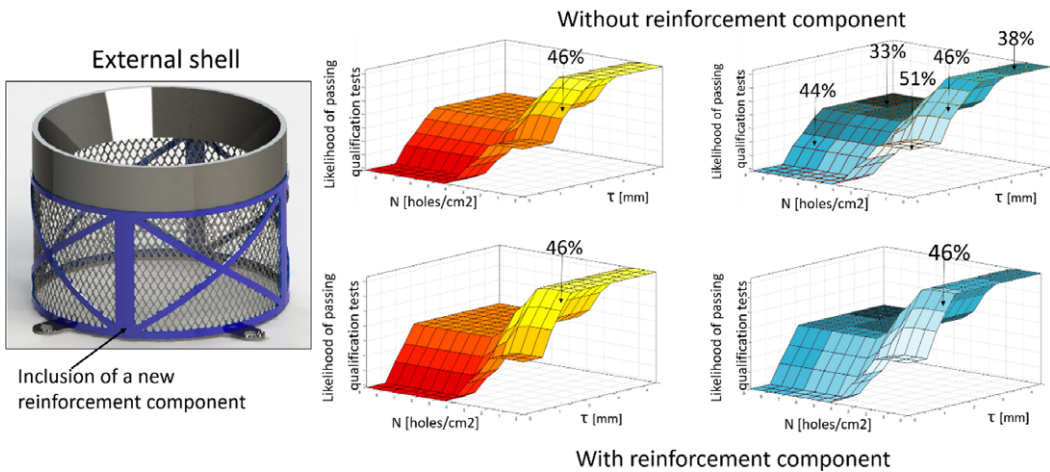 Without reinforcement component
External shell
46%
Likelihood of passing
qualification tests
N [holes/cm2]
τ [mm]
44%
33%
51%
46%
38%
Likelihood of passing
qualification tests
N [holes/cm2]
τ [mm]
Inclusion of a new
reinforcement component
46%
Likelihood of passing
qualification tests
N [holes/cm2]
τ [mm]
46%
Likelihood of passing
qualification tests
N [holes/cm2]
τ [mm]
With reinforcement component